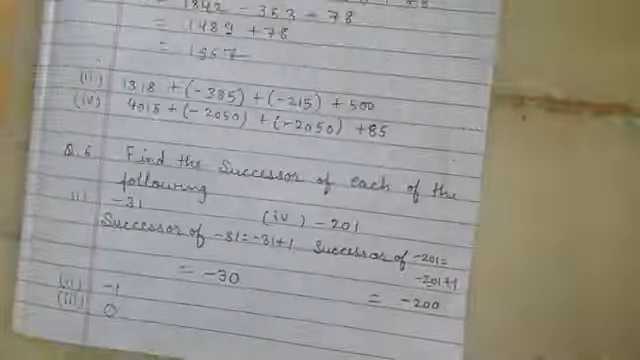 = 1842 - 353 + 78
= 1489 + 78
= 1567
(iii) 1318 + (-385) + (-215) + 500
(iv) 4018 + (-2050) + (-2050) + 85
Q.6 Find the Successor of each of the
following
(i) -31 (iv) -201
Successor of -31 = -31+1 Successor of -201 =
-201+1
= -30 = -200
(ii) -1
(iii) 0